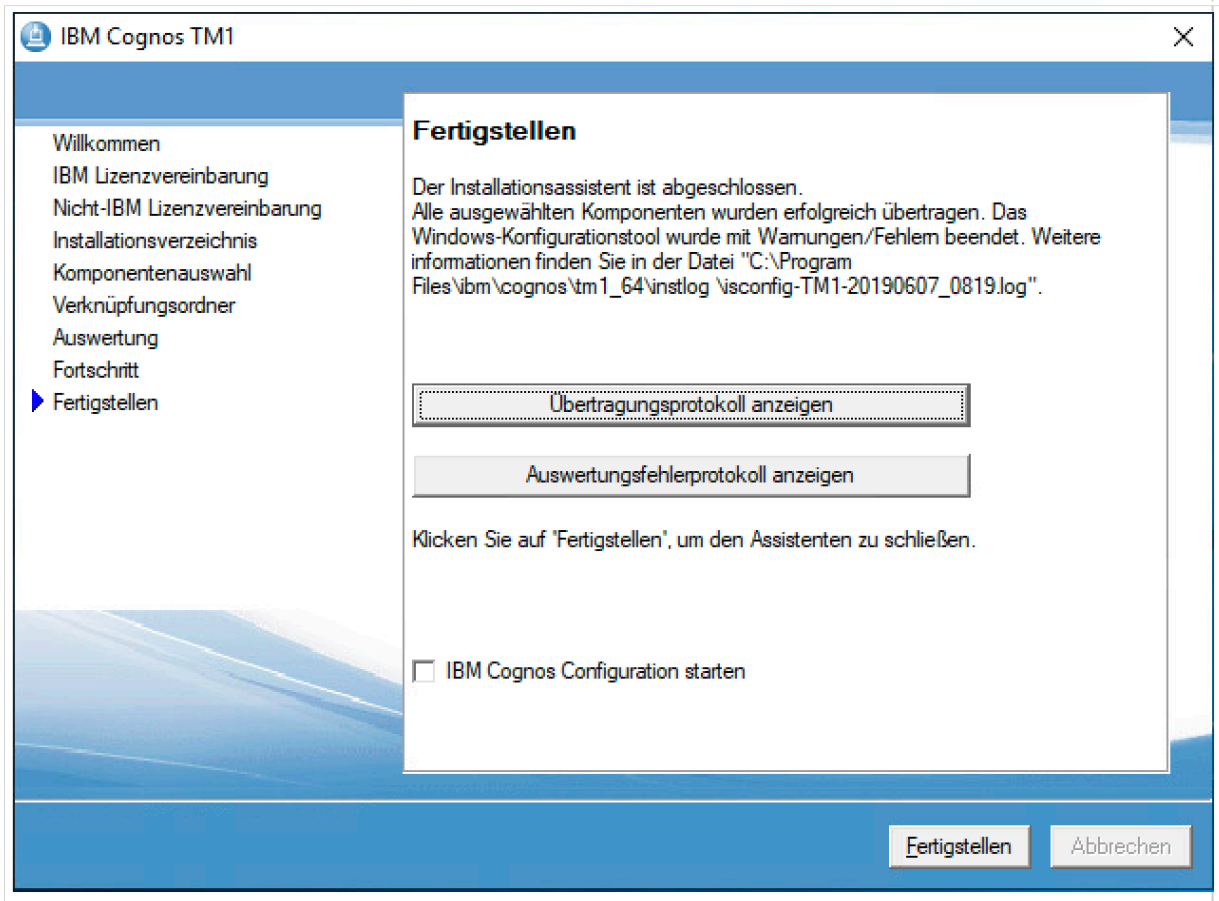 IBM Cognos TM1
Willkommen
IBM Lizenzvereinbarung
Nicht-IBM Lizenzvereinbarung
Installationsverzeichnis
Komponentenauswahl
Verknüpfungsordner
Auswertung
Fortschritt
Fertigstellen
Fertigstellen
Der Installationsassistent ist abgeschlossen.
Alle ausgewählten Komponenten wurden erfolgreich übertragen. Das
Windows-Konfigurationstool wurde mit Warnungen/Fehlern beendet. Weitere
informationen finden Sie in der Datei "C:\Program
Files\ibm\cognos\tm1_64\instlog \isconfig-TM1-20190607_0819.log".
Übertragungsprotokoll anzeigen
Auswertungsfehlerprotokoll anzeigen
Klicken Sie auf 'Fertigstellen', um den Assistenten zu schließen.
IBM Cognos Configuration starten
Fertigstellen
Abbrechen